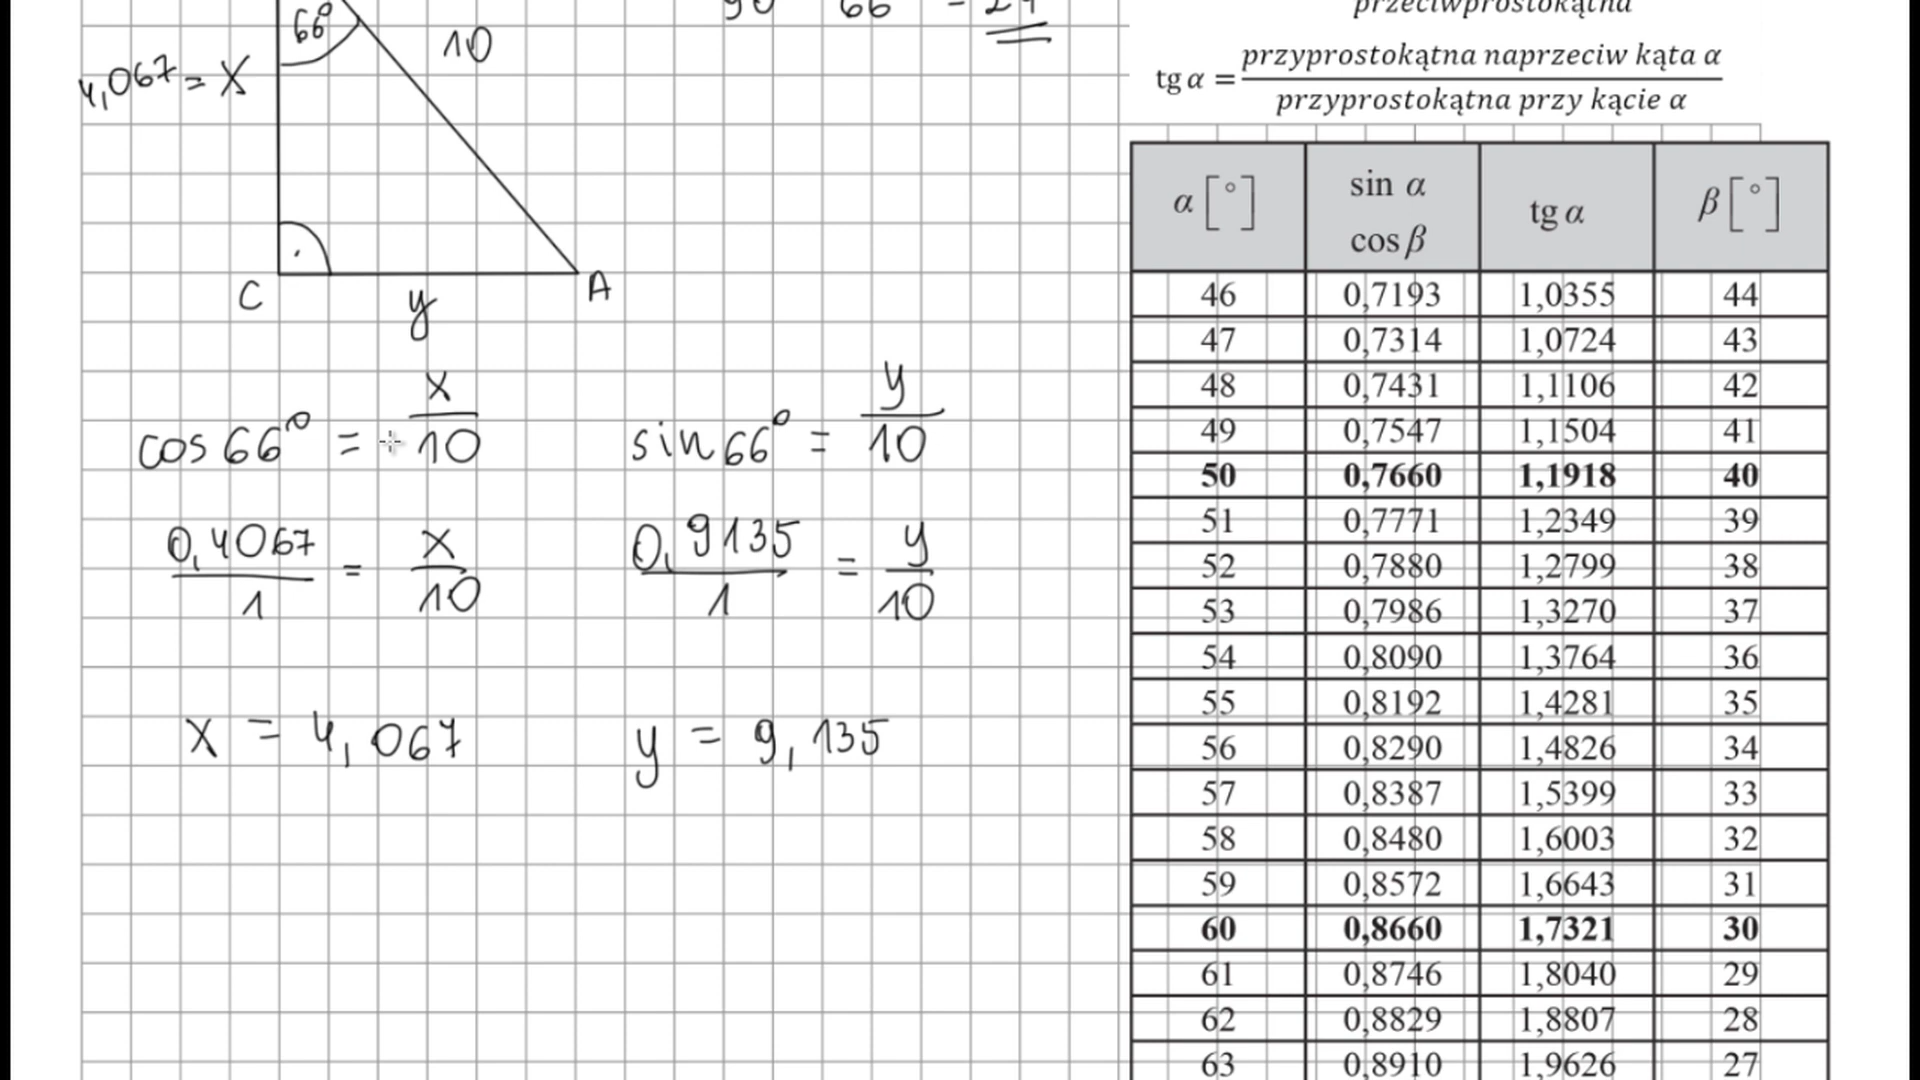 66°
10
4,067 = x
C
y
A
cos 66° = x/10
sin 66° = y/10
0,4067/1 = x/10
0,9135/1 = y/10
x = 4,067
y = 9,135
przeciwprostokątna
tg α = przyprostokątna naprzeciw kąta α / przyprostokątna przy kącie α
α [°] sin α cos β tg α β [°]
46 0,7193 1,0355 44
47 0,7314 1,0724 43
48 0,7431 1,1106 42
49 0,7547 1,1504 41
50 0,7660 1,1918 40
51 0,7771 1,2349 39
52 0,7880 1,2799 38
53 0,7986 1,3270 37
54 0,8090 1,3764 36
55 0,8192 1,4281 35
56 0,8290 1,4826 34
57 0,8387 1,5399 33
58 0,8480 1,6003 32
59 0,8572 1,6643 31
60 0,8660 1,7321 30
61 0,8746 1,8040 29
62 0,8829 1,8807 28
63 0,8910 1,9626 27